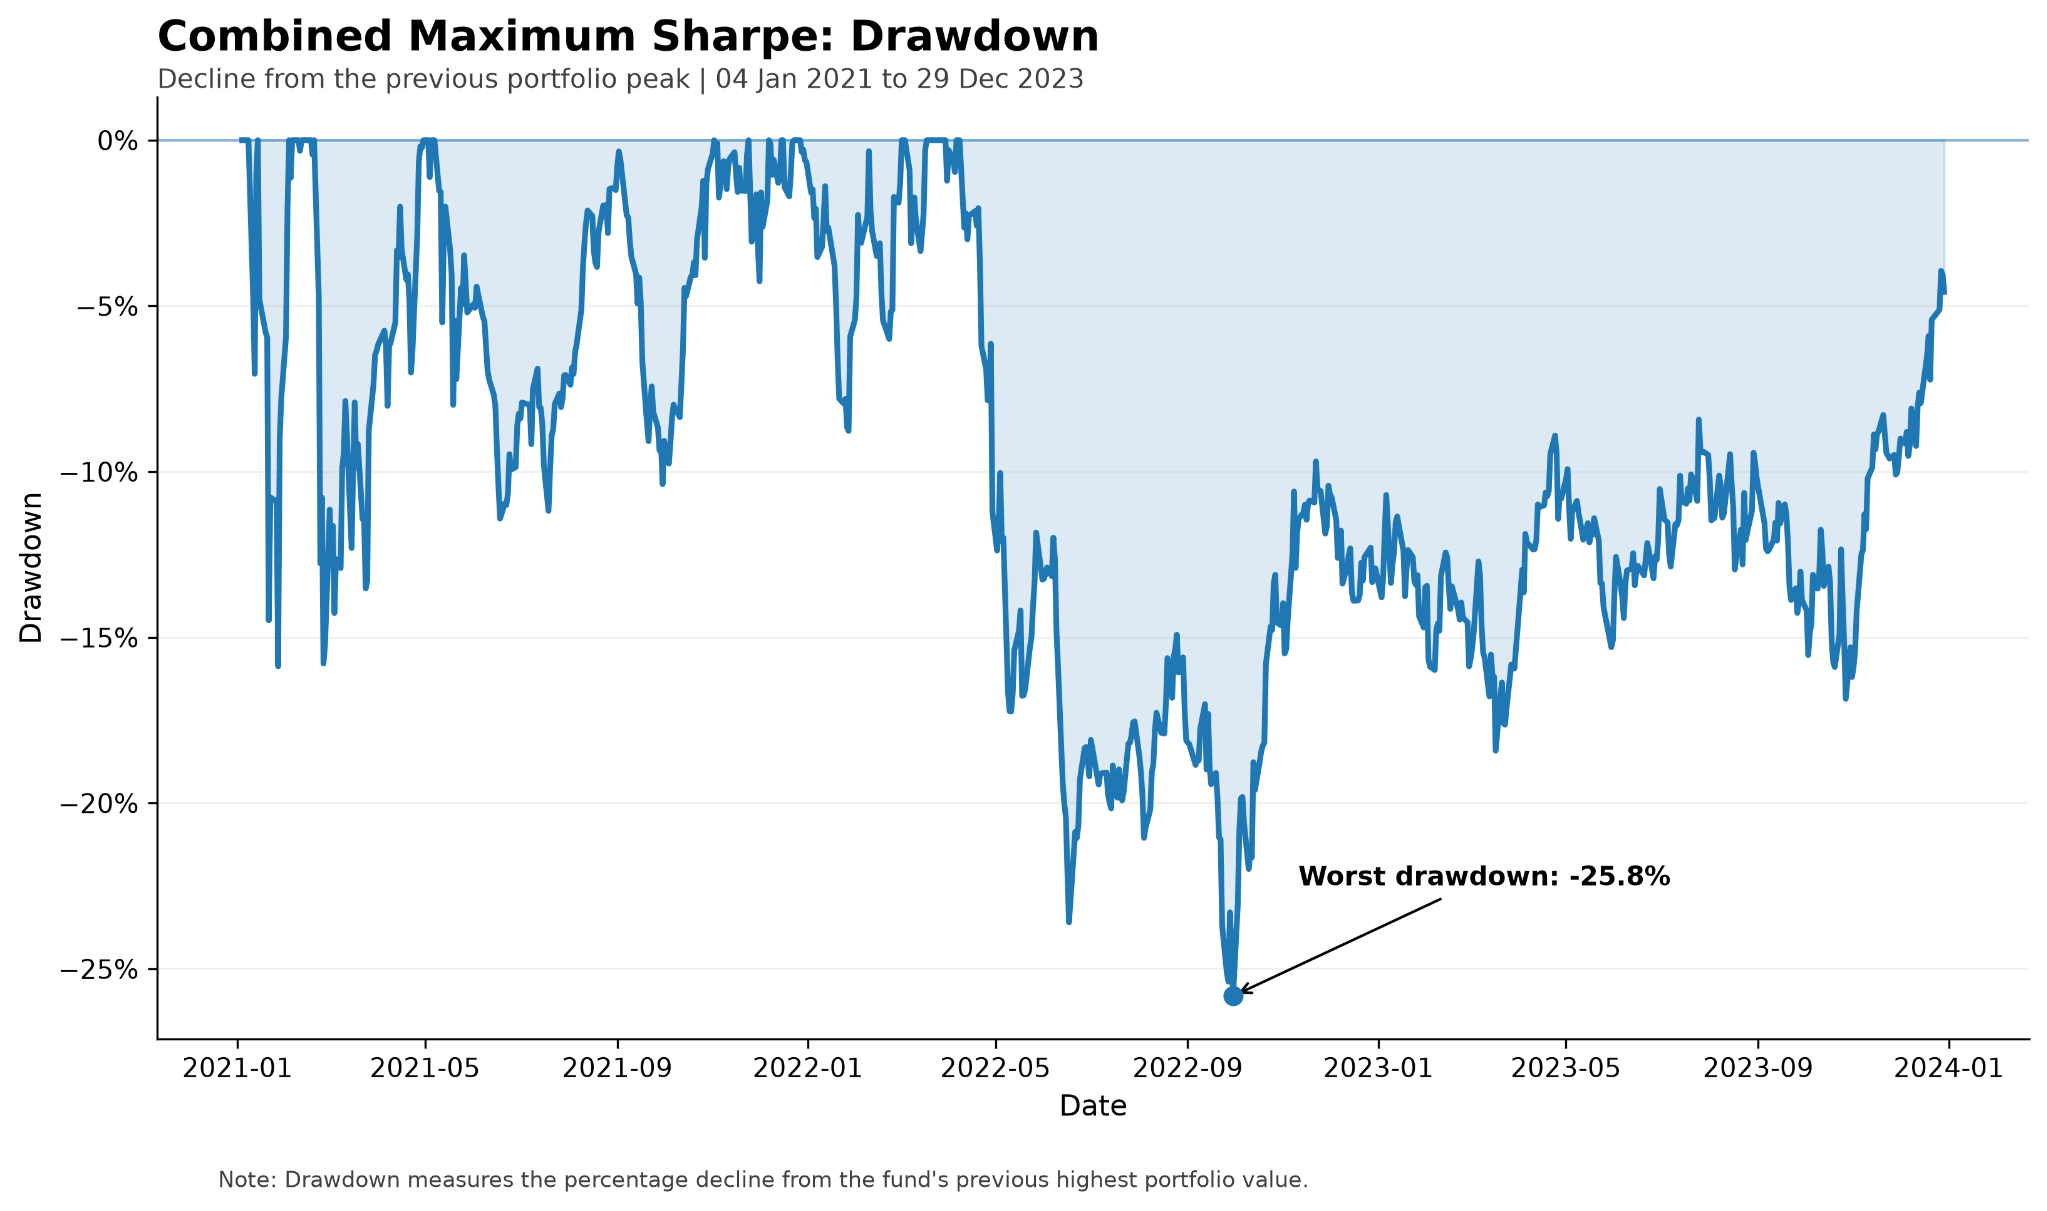 Combined Maximum Sharpe: Drawdown
Decline from the previous portfolio peak | 04 Jan 2021 to 29 Dec 2023
0%
−5%
−10%
−15%
−20%
−25%
Drawdown
Worst drawdown: -25.8%
2021-01
2021-05
2021-09
2022-01
2022-05
2022-09
2023-01
2023-05
2023-09
2024-01
Date
Note: Drawdown measures the percentage decline from the fund's previous highest portfolio value.